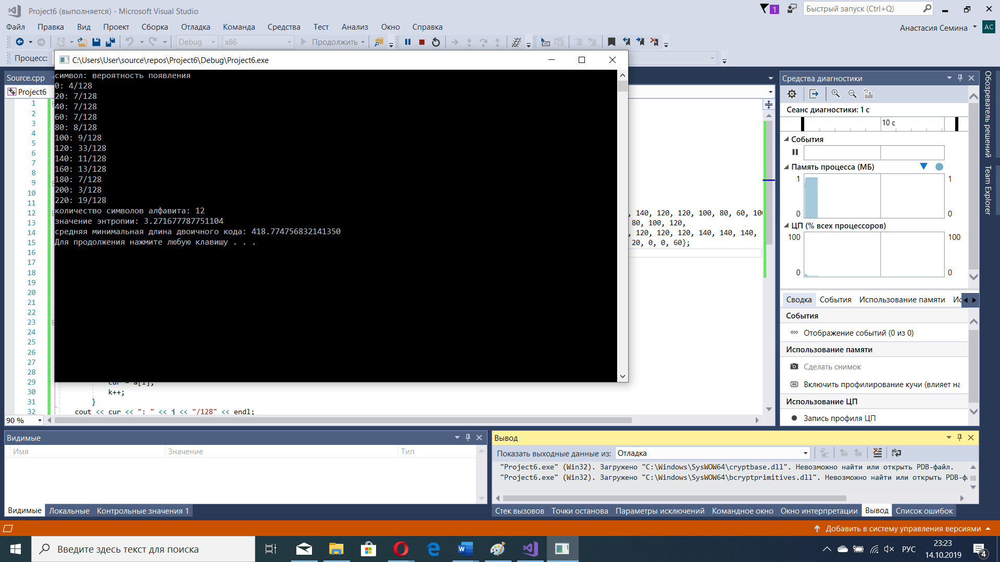 Project6 (выполняется) - Microsoft Visual Studio
1
Быстрый запуск (Ctrl+Q)
Файл Правка Вид Проект Сборка Отладка Команда Средства Тест Анализ Окно Справка
Анастасия Семина
АС
Debug x86 Продолжить
Процесс:
C:\Users\User\source\repos\Project6\Debug\Project6.exe
символ: вероятность появления
0: 4/128
20: 7/128
40: 7/128
60: 7/128
80: 8/128
100: 9/128
120: 33/128
140: 11/128
160: 13/128
180: 7/128
200: 3/128
220: 19/128
количество символов алфавита: 12
значение энтропии: 3.271677787751104
средняя минимальная длина двоичного кода: 418.774756832141350
Для продолжения нажмите любую клавишу . . .
Source.cpp
Project6
1
2
3
4
5
6
7
8
9
10
11
12
13
14
15
16
17
18
19
20
21
22
23
24
25
26
27
28
29
30
31
32
, 140, 120, 120, 100, 80, 60, 100
80, 100, 120,
, 120, 120, 120, 140, 140, 140,
20, 0, 0, 60};
cur = a[i];
k++;
}
cout << cur << ": " << j << "/128" << endl;
90 %
Средства диагностики
Сеанс диагностики: 1 с
10 с
События
Память процесса (МБ)
1 1
0 0
ЦП (% всех процессоров)
100 100
0 0
Сводка События Использование памяти Ис
События
Отображение событий (0 из 0)
Использование памяти
Сделать снимок
Включить профилирование кучи (влияет на
Использование ЦП
Запись профиля ЦП
Обозреватель решений
Team Explorer
Видимые
Имя Значение Тип
Видимые Локальные Контрольные значения 1
Вывод
Показать выходные данные из: Отладка
"Project6.exe" (Win32). Загружено "C:\Windows\SysWOW64\cryptbase.dll". Невозможно найти или открыть PDB-файл.
"Project6.exe" (Win32). Загружено "C:\Windows\SysWOW64\bcryptprimitives.dll". Невозможно найти или открыть PDB-фа
Стек вызовов Точки останова Параметры исключений Командное окно Окно интерпретации Вывод Список ошибок
Добавить в систему управления версиями
Введите здесь текст для поиска
РУС
23:23
14.10.2019
4